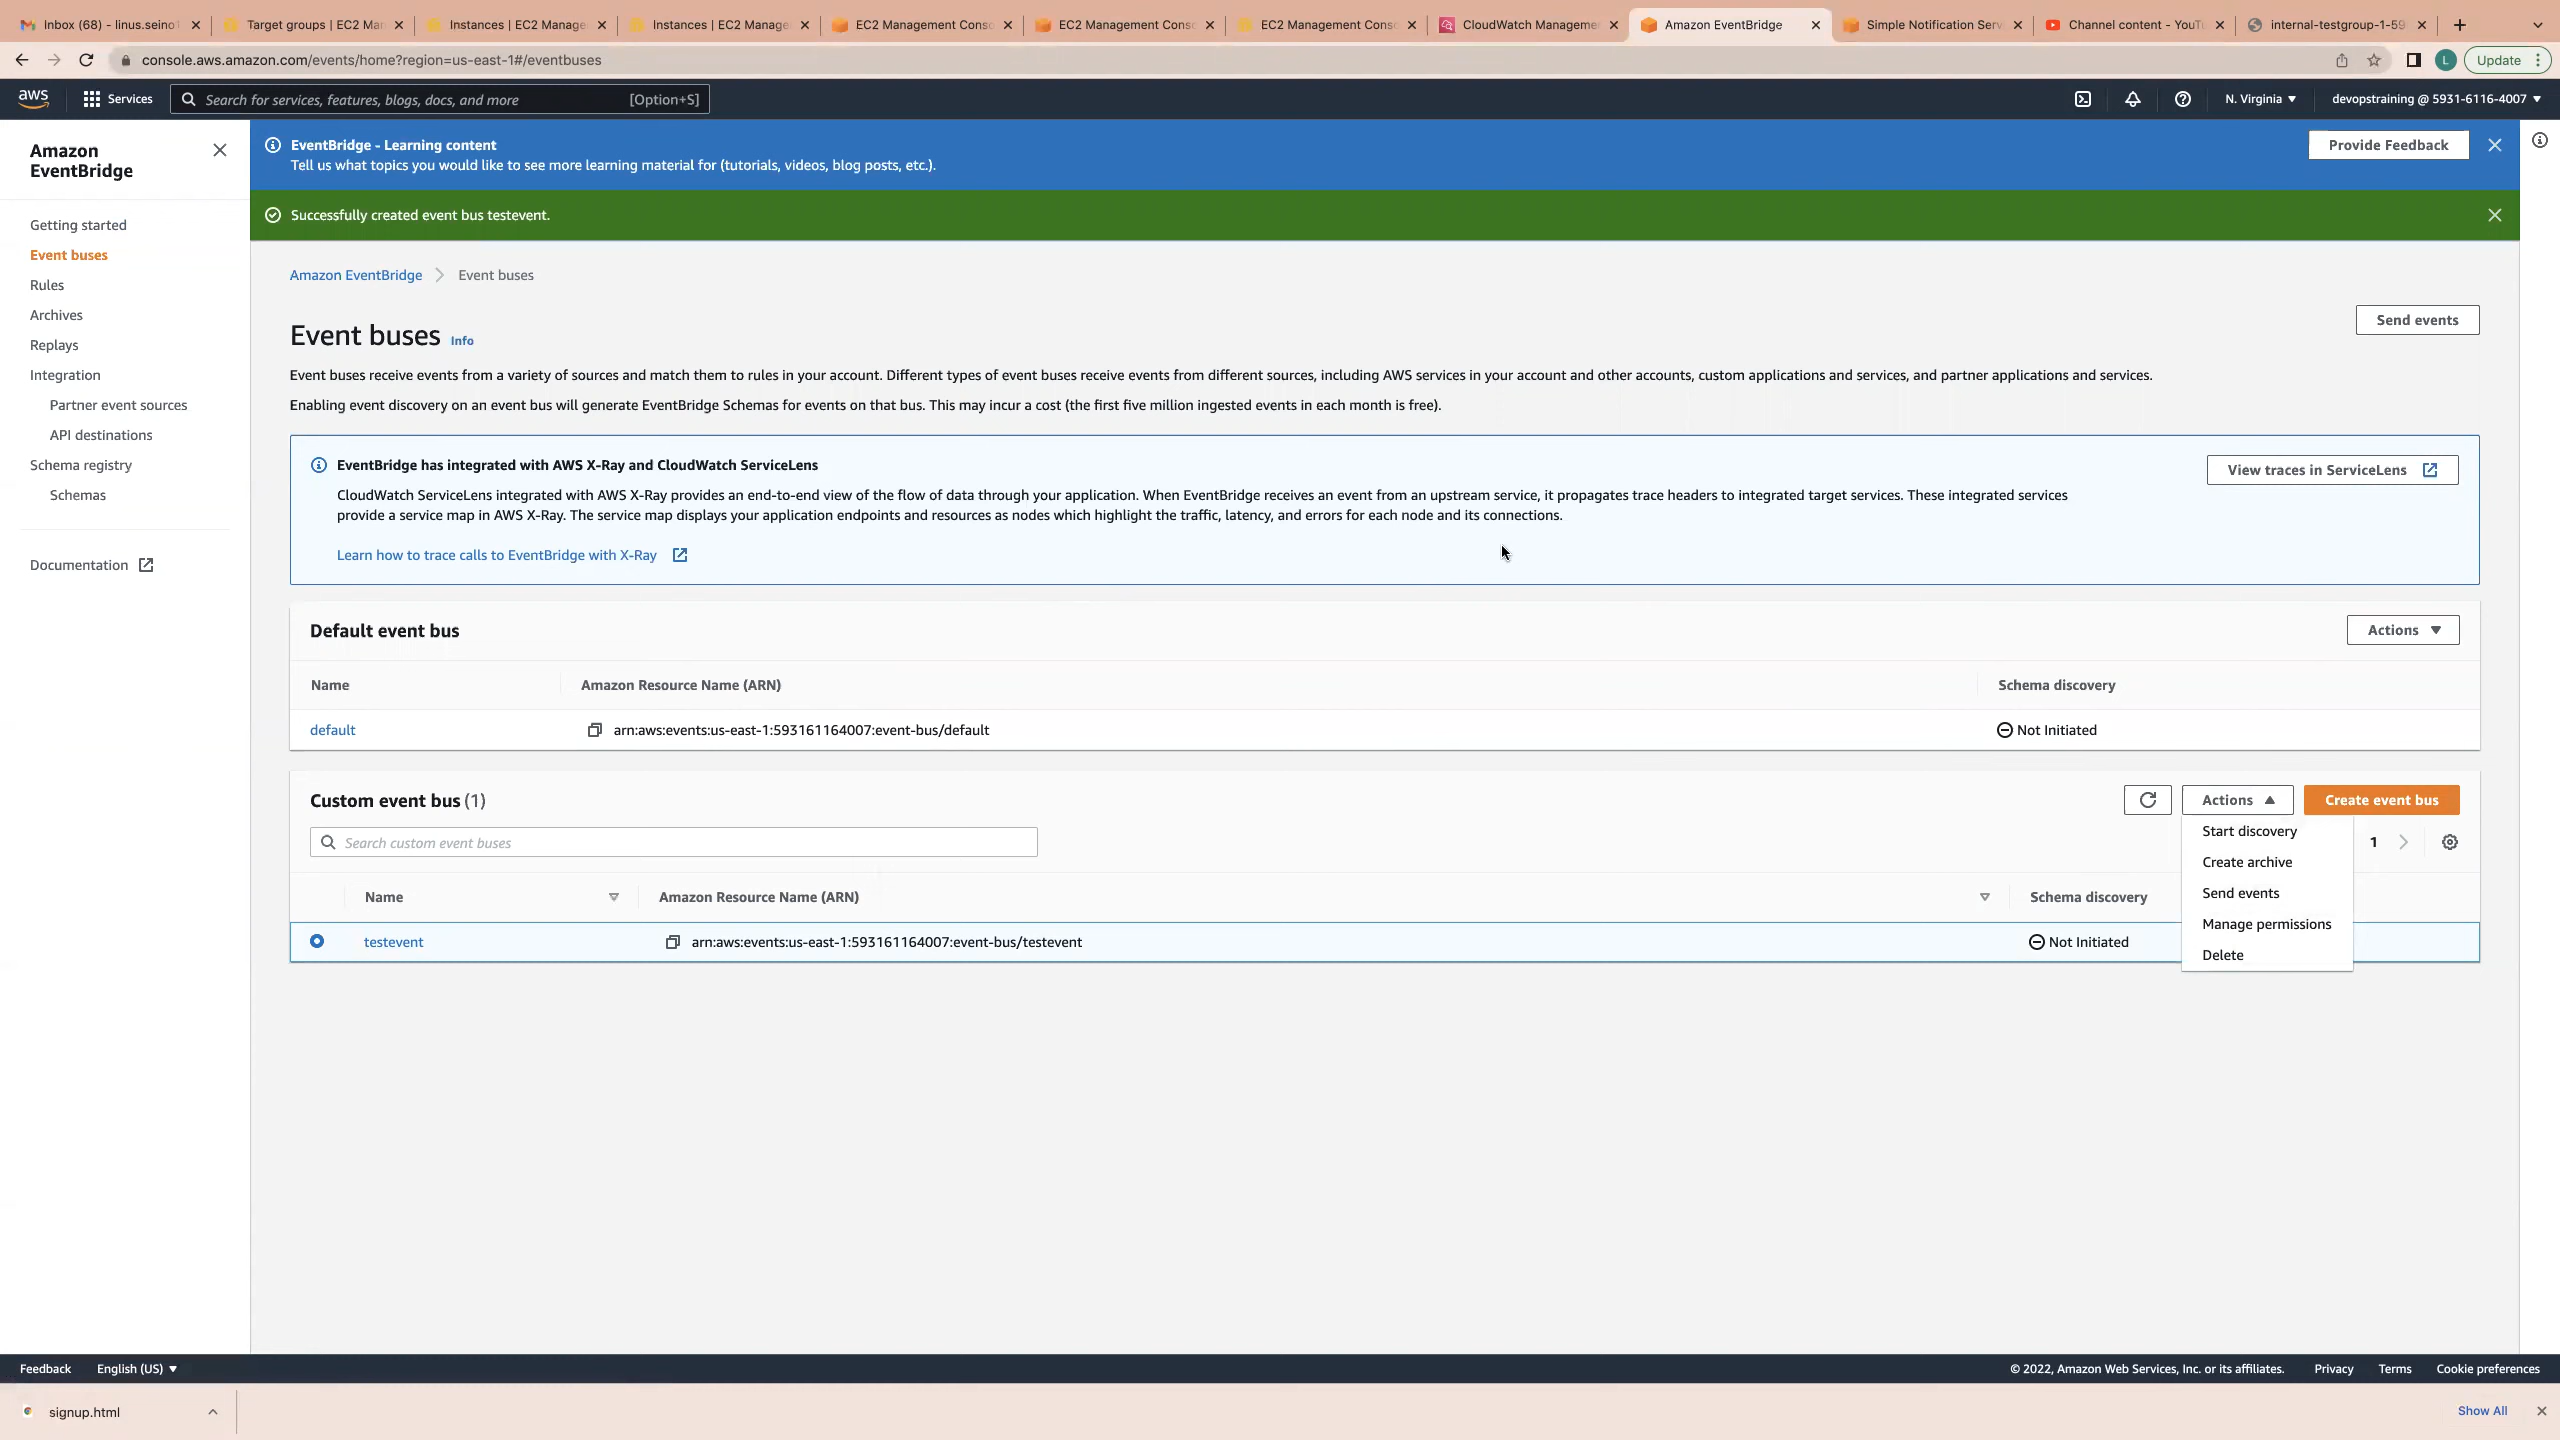 Inbox (68) - linus.seino1
Target groups | EC2 Man
Instances | EC2 Manage
Instances | EC2 Manage
EC2 Management Conso
EC2 Management Conso
EC2 Management Conso
CloudWatch Manageme
Amazon EventBridge
Simple Notification Serv
Channel content - YouTu
internal-testgroup-1-59
console.aws.amazon.com/events/home?region=us-east-1#/eventbuses
L
Update
aws
Services
Search for services, features, blogs, docs, and more
[Option+S]
N. Virginia
devopstraining @ 5931-6116-4007
Amazon
EventBridge
Getting started
Event buses
Rules
Archives
Replays
Integration
Partner event sources
API destinations
Schema registry
Schemas
Documentation
EventBridge - Learning content
Tell us what topics you would like to see more learning material for (tutorials, videos, blog posts, etc.).
Provide Feedback
Successfully created event bus testevent.
Amazon EventBridge
Event buses
Event buses Info
Send events
Event buses receive events from a variety of sources and match them to rules in your account. Different types of event buses receive events from different sources, including AWS services in your account and other accounts, custom applications and services, and partner applications and services.
Enabling event discovery on an event bus will generate EventBridge Schemas for events on that bus. This may incur a cost (the first five million ingested events in each month is free).
EventBridge has integrated with AWS X-Ray and CloudWatch ServiceLens
CloudWatch ServiceLens integrated with AWS X-Ray provides an end-to-end view of the flow of data through your application. When EventBridge receives an event from an upstream service, it propagates trace headers to integrated target services. These integrated services
provide a service map in AWS X-Ray. The service map displays your application endpoints and resources as nodes which highlight the traffic, latency, and errors for each node and its connections.
Learn how to trace calls to EventBridge with X-Ray
View traces in ServiceLens
Default event bus
Actions
Name
Amazon Resource Name (ARN)
Schema discovery
default
arn:aws:events:us-east-1:593161164007:event-bus/default
Not Initiated
Custom event bus (1)
Actions
Create event bus
Search custom event buses
1
Start discovery
Create archive
Send events
Manage permissions
Delete
Name
Amazon Resource Name (ARN)
Schema discovery
testevent
arn:aws:events:us-east-1:593161164007:event-bus/testevent
Not Initiated
Feedback
English (US)
© 2022, Amazon Web Services, Inc. or its affiliates.
Privacy
Terms
Cookie preferences
signup.html
Show All